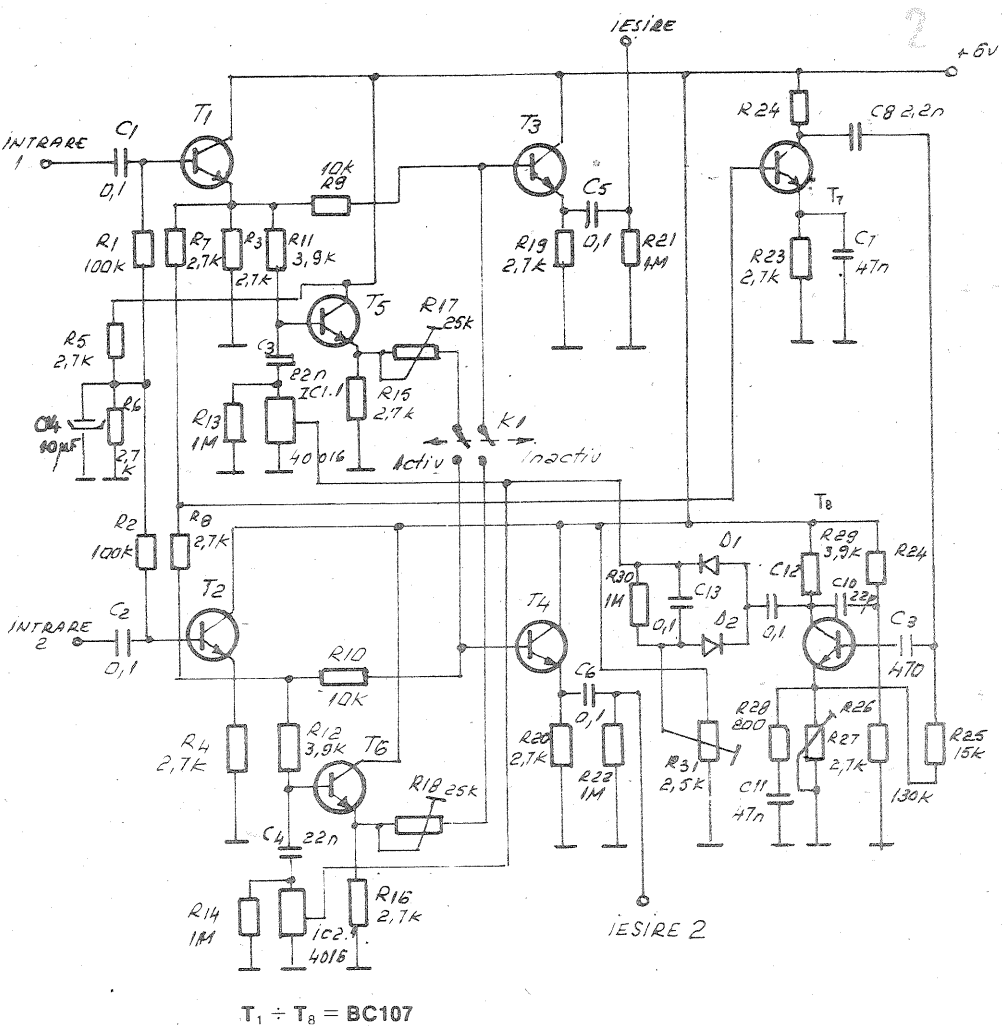 2
IESIRE
+6V
INTRARE
1
C1
0,1
T1
10K
R9
T3
C5
0,1
R24
C8 2,2n
T7
R1
100K
R7
2,7K
R3
2,7K
R11
3,9K
R19
2,7K
R21
1M
R23
2,7K
C7
47n
T5
R17
25K
R5
2,7K
C3
22n
IC1.1
R15
2,7K
R6
2,7
K
10µF
R13
1M
40016
K1
Activ
Inactiv
T8
R2
100K
R8
2,7K
D1
R29
3,9K
R24
R30
1M
C13
0,1
C12
0,1
C10
22p
T2
T4
D2
C3
470
INTRARE
2
C2
0,1
R10
10K
C6
0,1
R4
2,7K
R12
3,9K
T6
R18
25K
R20
2,7K
R22
1M
R31
2,5K
R28
200
R27
R26
2,7K
R25
15K
C11
47n
130K
C4
22n
R14
1M
R16
2,7K
IC2.1
4016
IESIRE 2
T1 ÷ T8 = BC107